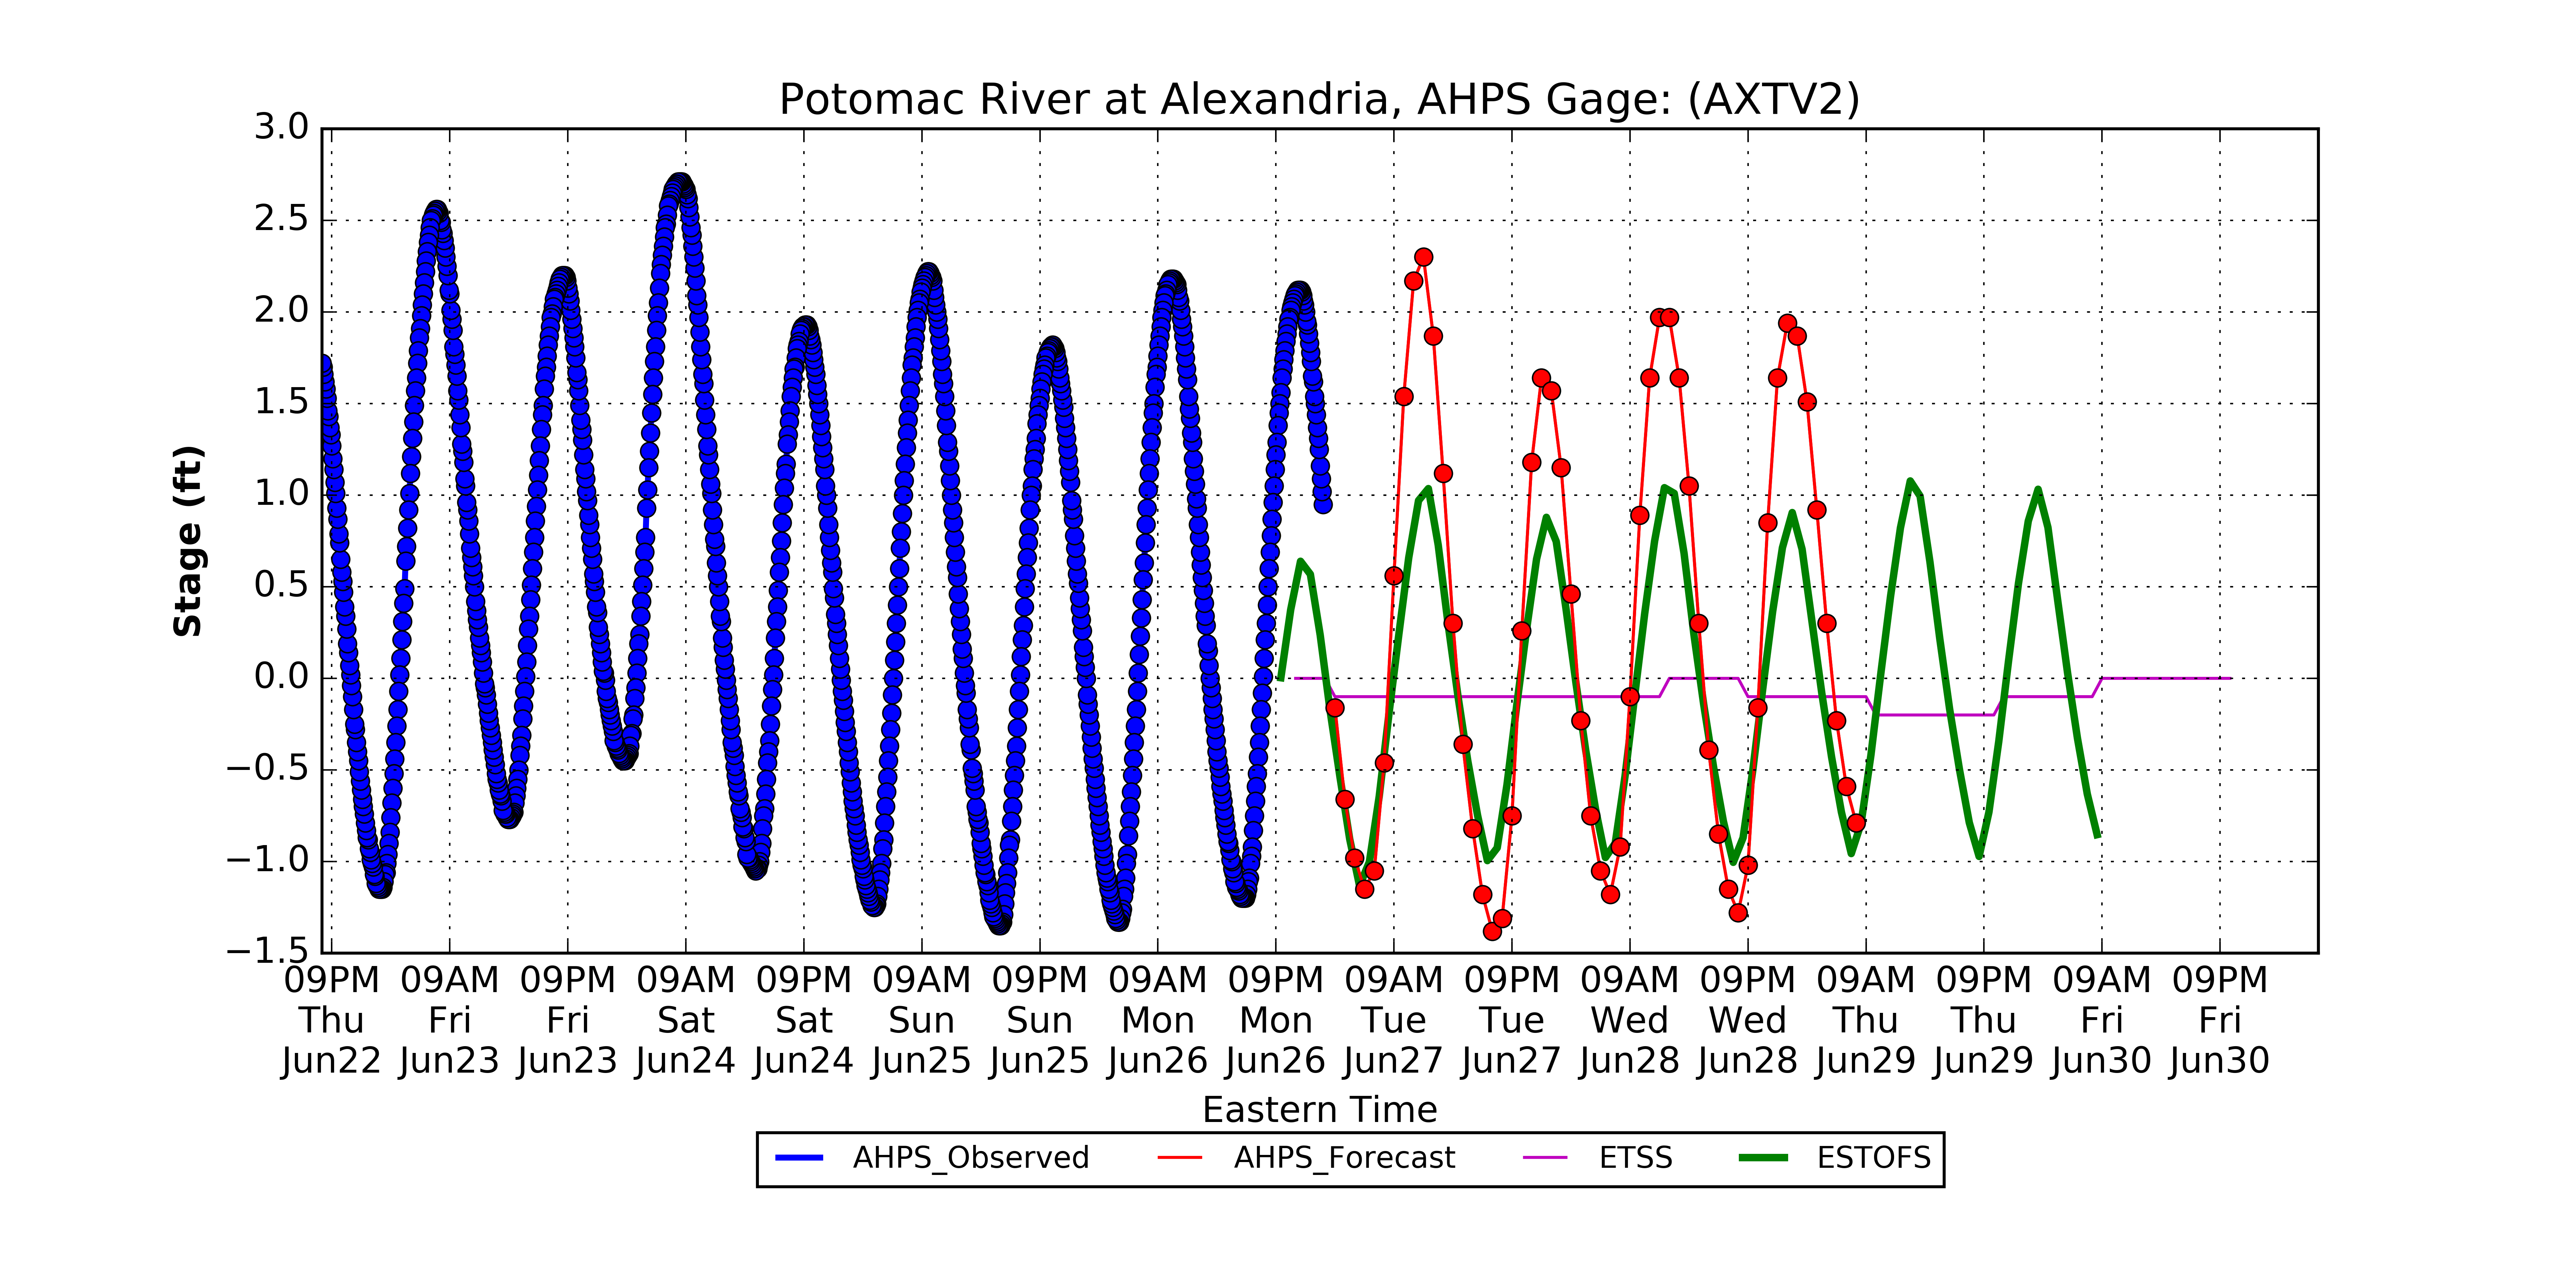 Potomac River at Alexandria, AHPS Gage: (AXTV2)
Stage (ft)
3.0
2.5
2.0
1.5
1.0
0.5
0.0
−0.5
−1.0
−1.5
09PM 09AM 09PM 09AM 09PM 09AM 09PM 09AM 09PM 09AM 09PM 09AM 09PM 09AM 09PM 09AM 09PM
Thu Fri Fri Sat Sat Sun Sun Mon Mon Tue Tue Wed Wed Thu Thu Fri Fri
Jun22 Jun23 Jun23 Jun24 Jun24 Jun25 Jun25 Jun26 Jun26 Jun27 Jun27 Jun28 Jun28 Jun29 Jun29 Jun30 Jun30
Eastern Time
AHPS_Observed AHPS_Forecast ETSS ESTOFS